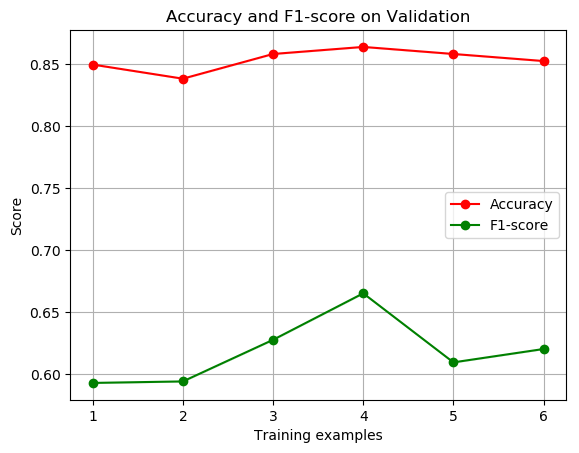 Accuracy and F1-score on Validation
Score
0.85
0.80
0.75
0.70
0.65
0.60
Accuracy
F1-score
1 2 3 4 5 6
Training examples